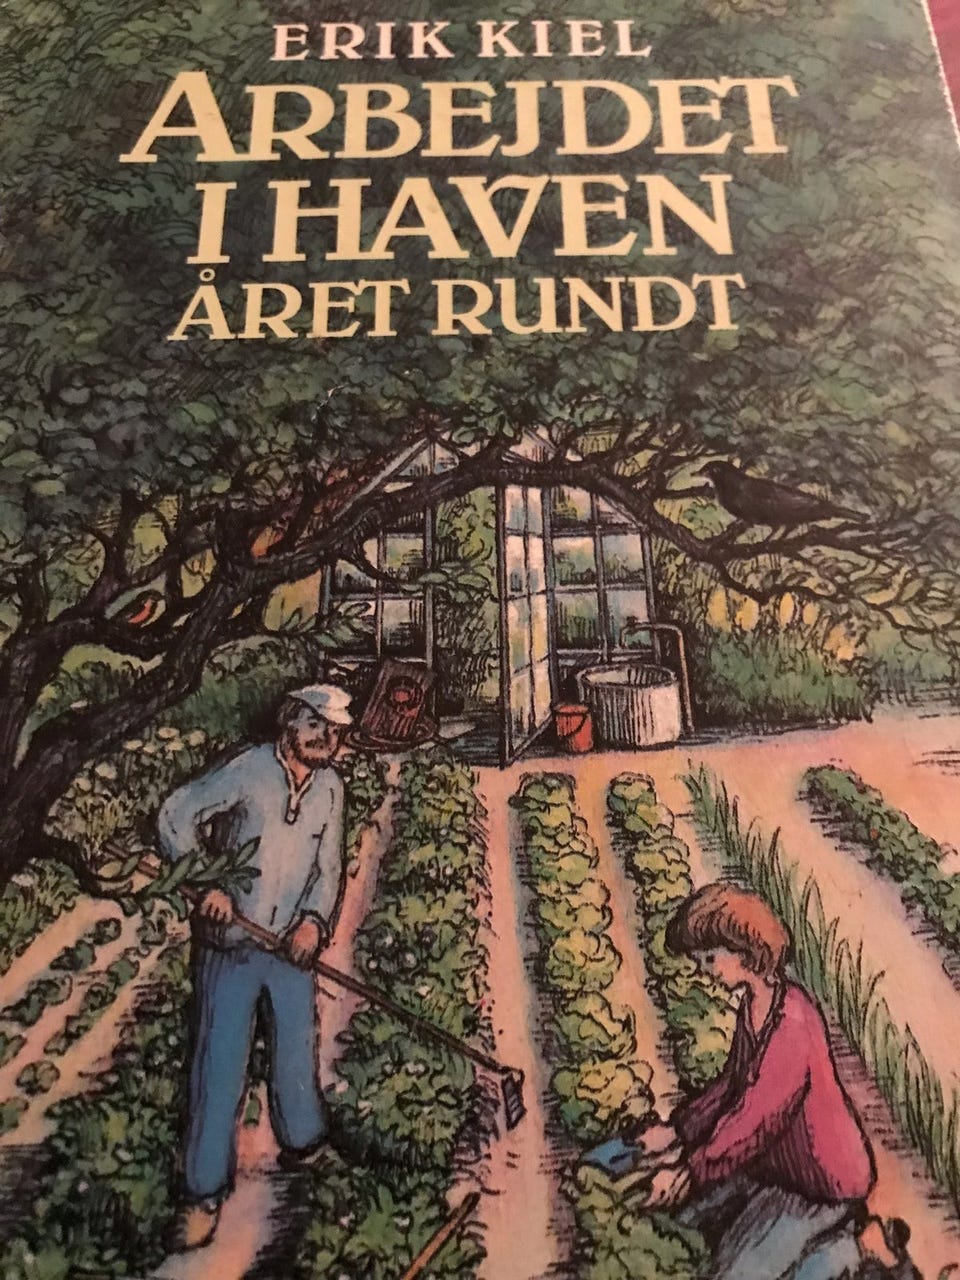 ERIK KIEL
ARBEJDET
I HAVEN
ÅRET RUNDT